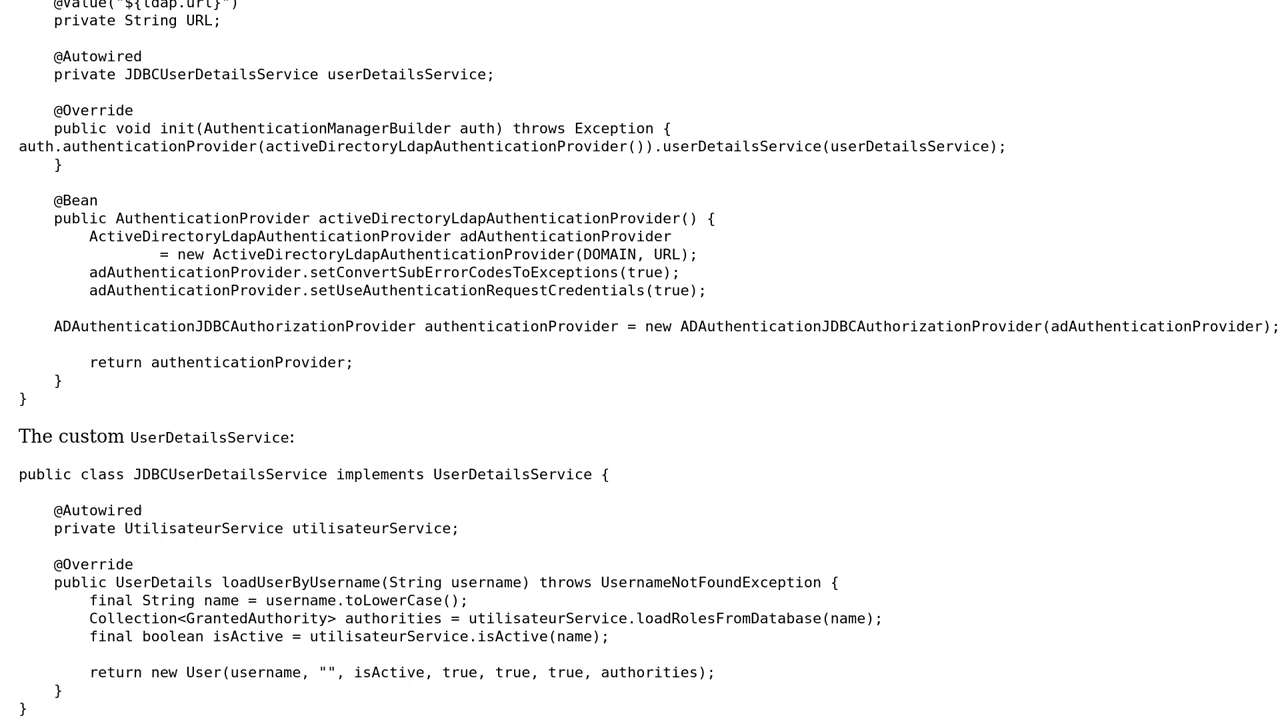 @Value("${ldap.url}")
private String URL;
@Autowired
private JDBCUserDetailsService userDetailsService;
@Override
public void init(AuthenticationManagerBuilder auth) throws Exception {
auth.authenticationProvider(activeDirectoryLdapAuthenticationProvider()).userDetailsService(userDetailsService);
}
@Bean
public AuthenticationProvider activeDirectoryLdapAuthenticationProvider() {
ActiveDirectoryLdapAuthenticationProvider adAuthenticationProvider
= new ActiveDirectoryLdapAuthenticationProvider(DOMAIN, URL);
adAuthenticationProvider.setConvertSubErrorCodesToExceptions(true);
adAuthenticationProvider.setUseAuthenticationRequestCredentials(true);
ADAuthenticationJDBCAuthorizationProvider authenticationProvider = new ADAuthenticationJDBCAuthorizationProvider(adAuthenticationProvider);
return authenticationProvider;
}
}
The custom UserDetailsService:
public class JDBCUserDetailsService implements UserDetailsService {
@Autowired
private UtilisateurService utilisateurService;
@Override
public UserDetails loadUserByUsername(String username) throws UsernameNotFoundException {
final String name = username.toLowerCase();
Collection<GrantedAuthority> authorities = utilisateurService.loadRolesFromDatabase(name);
final boolean isActive = utilisateurService.isActive(name);
return new User(username, "", isActive, true, true, true, authorities);
}
}